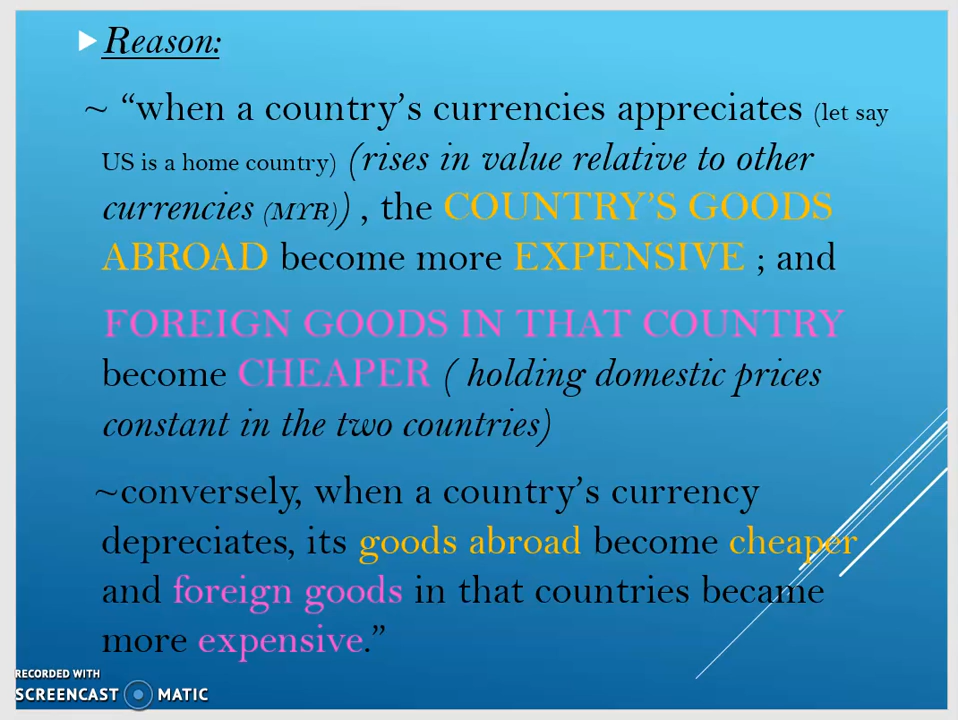 Reason:
~ “when a country’s currencies appreciates (let say
US is a home country) (rises in value relative to other
currencies (MYR)) , the COUNTRY’S GOODS
ABROAD become more EXPENSIVE ; and
FOREIGN GOODS IN THAT COUNTRY
become CHEAPER ( holding domestic prices
constant in the two countries)
~conversely, when a country’s currency
depreciates, its goods abroad become cheaper
and foreign goods in that countries became
more expensive.”
RECORDED WITH
SCREENCAST MATIC